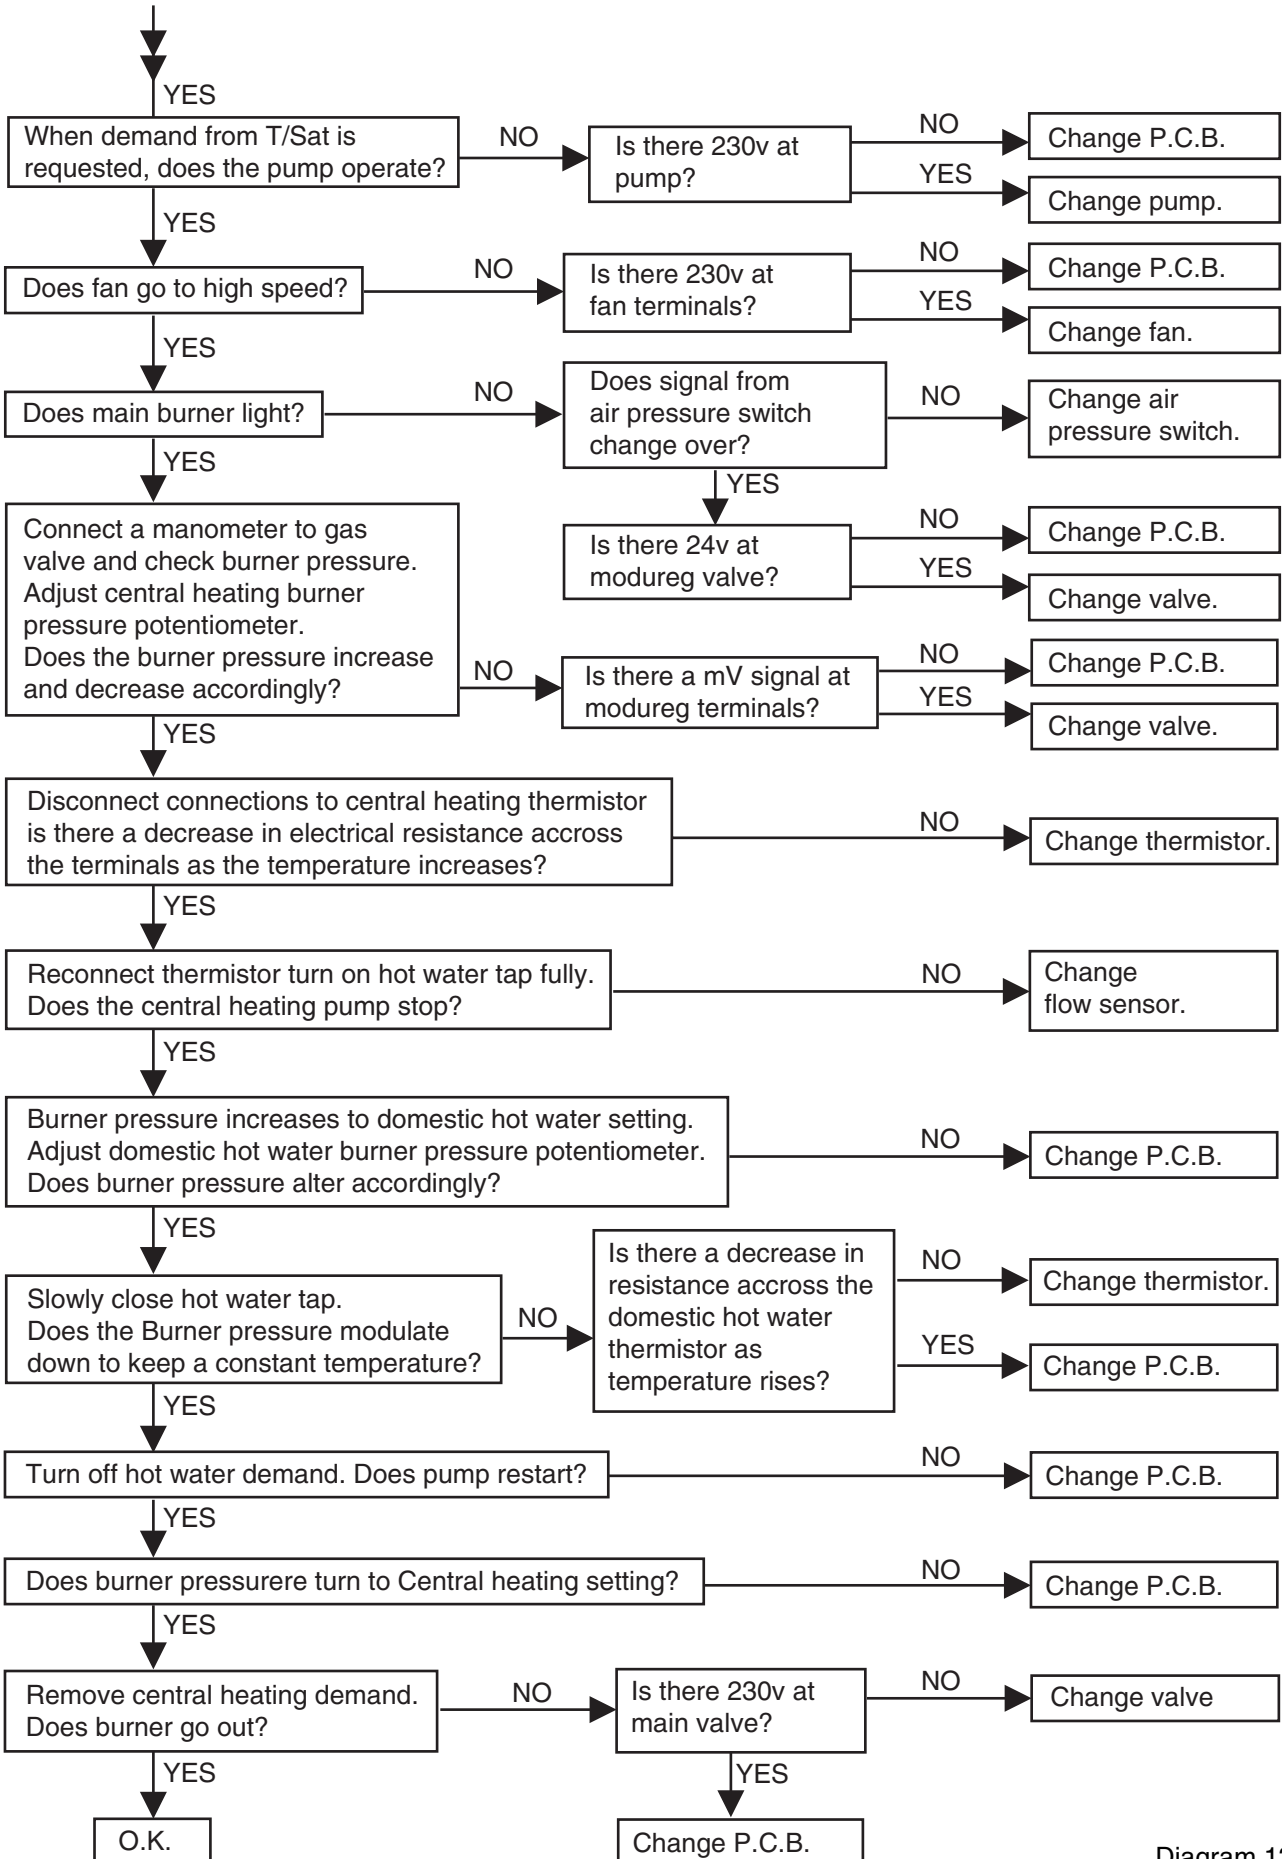 YES
When demand from T/Sat is
requested, does the pump operate?
NO
Is there 230v at
pump?
NO
Change P.C.B.
YES
Change pump.
YES
Does fan go to high speed?
NO
Is there 230v at
fan terminals?
NO
Change P.C.B.
YES
Change fan.
YES
Does main burner light?
NO
Does signal from
air pressure switch
change over?
NO
Change air
pressure switch.
YES
Is there 24v at
modureg valve?
NO
Change P.C.B.
YES
Change valve.
YES
Connect a manometer to gas
valve and check burner pressure.
Adjust central heating burner
pressure potentiometer.
Does the burner pressure increase
and decrease accordingly?
NO
Is there a mV signal at
modureg terminals?
NO
Change P.C.B.
YES
Change valve.
YES
Disconnect connections to central heating thermistor
is there a decrease in electrical resistance accross
the terminals as the temperature increases?
NO
Change thermistor.
YES
Reconnect thermistor turn on hot water tap fully.
Does the central heating pump stop?
NO
Change
flow sensor.
YES
Burner pressure increases to domestic hot water setting.
Adjust domestic hot water burner pressure potentiometer.
Does burner pressure alter accordingly?
NO
Change P.C.B.
YES
Slowly close hot water tap.
Does the Burner pressure modulate
down to keep a constant temperature?
NO
Is there a decrease in
resistance accross the
domestic hot water
thermistor as
temperature rises?
NO
Change thermistor.
YES
Change P.C.B.
YES
Turn off hot water demand. Does pump restart?
NO
Change P.C.B.
YES
Does burner pressurere turn to Central heating setting?
NO
Change P.C.B.
YES
Remove central heating demand.
Does burner go out?
NO
Is there 230v at
main valve?
NO
Change valve
YES
Change P.C.B.
YES
O.K.
Diagram